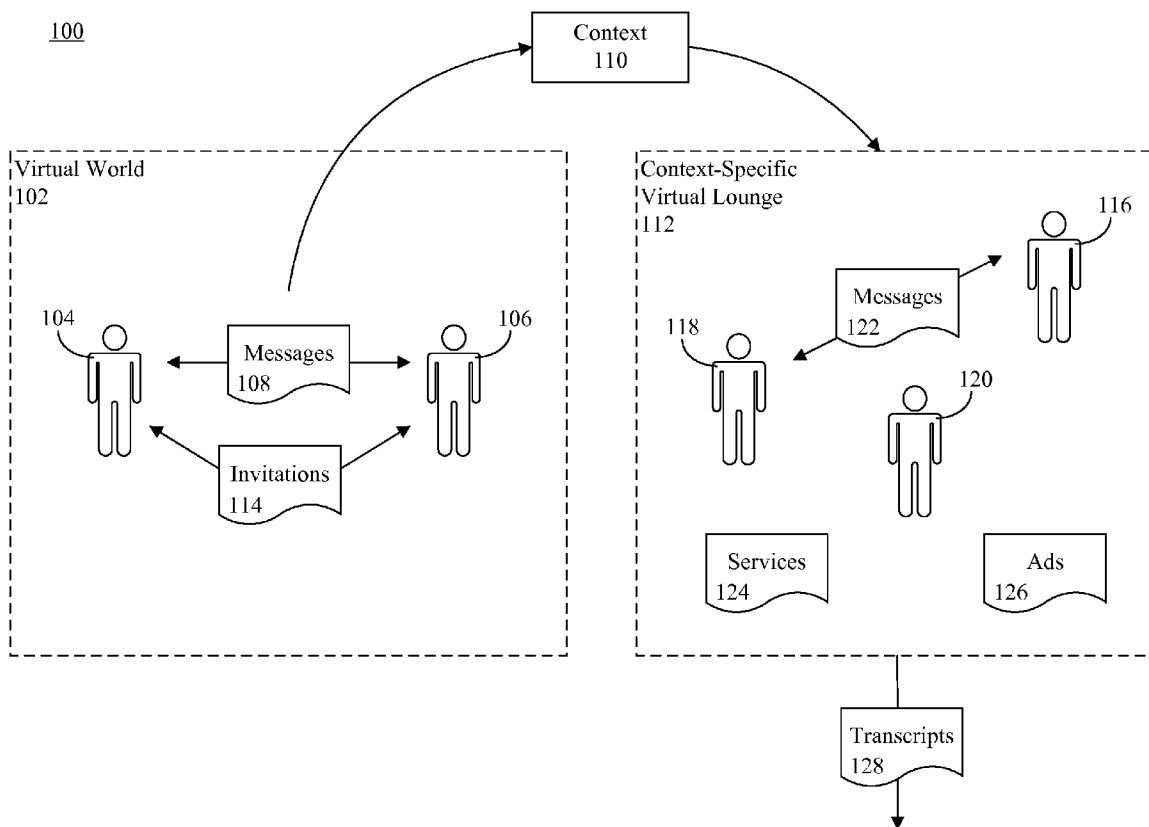 100
Context
110
Virtual World
102
104
Messages
108
106
Invitations
114
Context-Specific
Virtual Lounge
112
116
Messages
122
118
120
Services
124
Ads
126
Transcripts
128